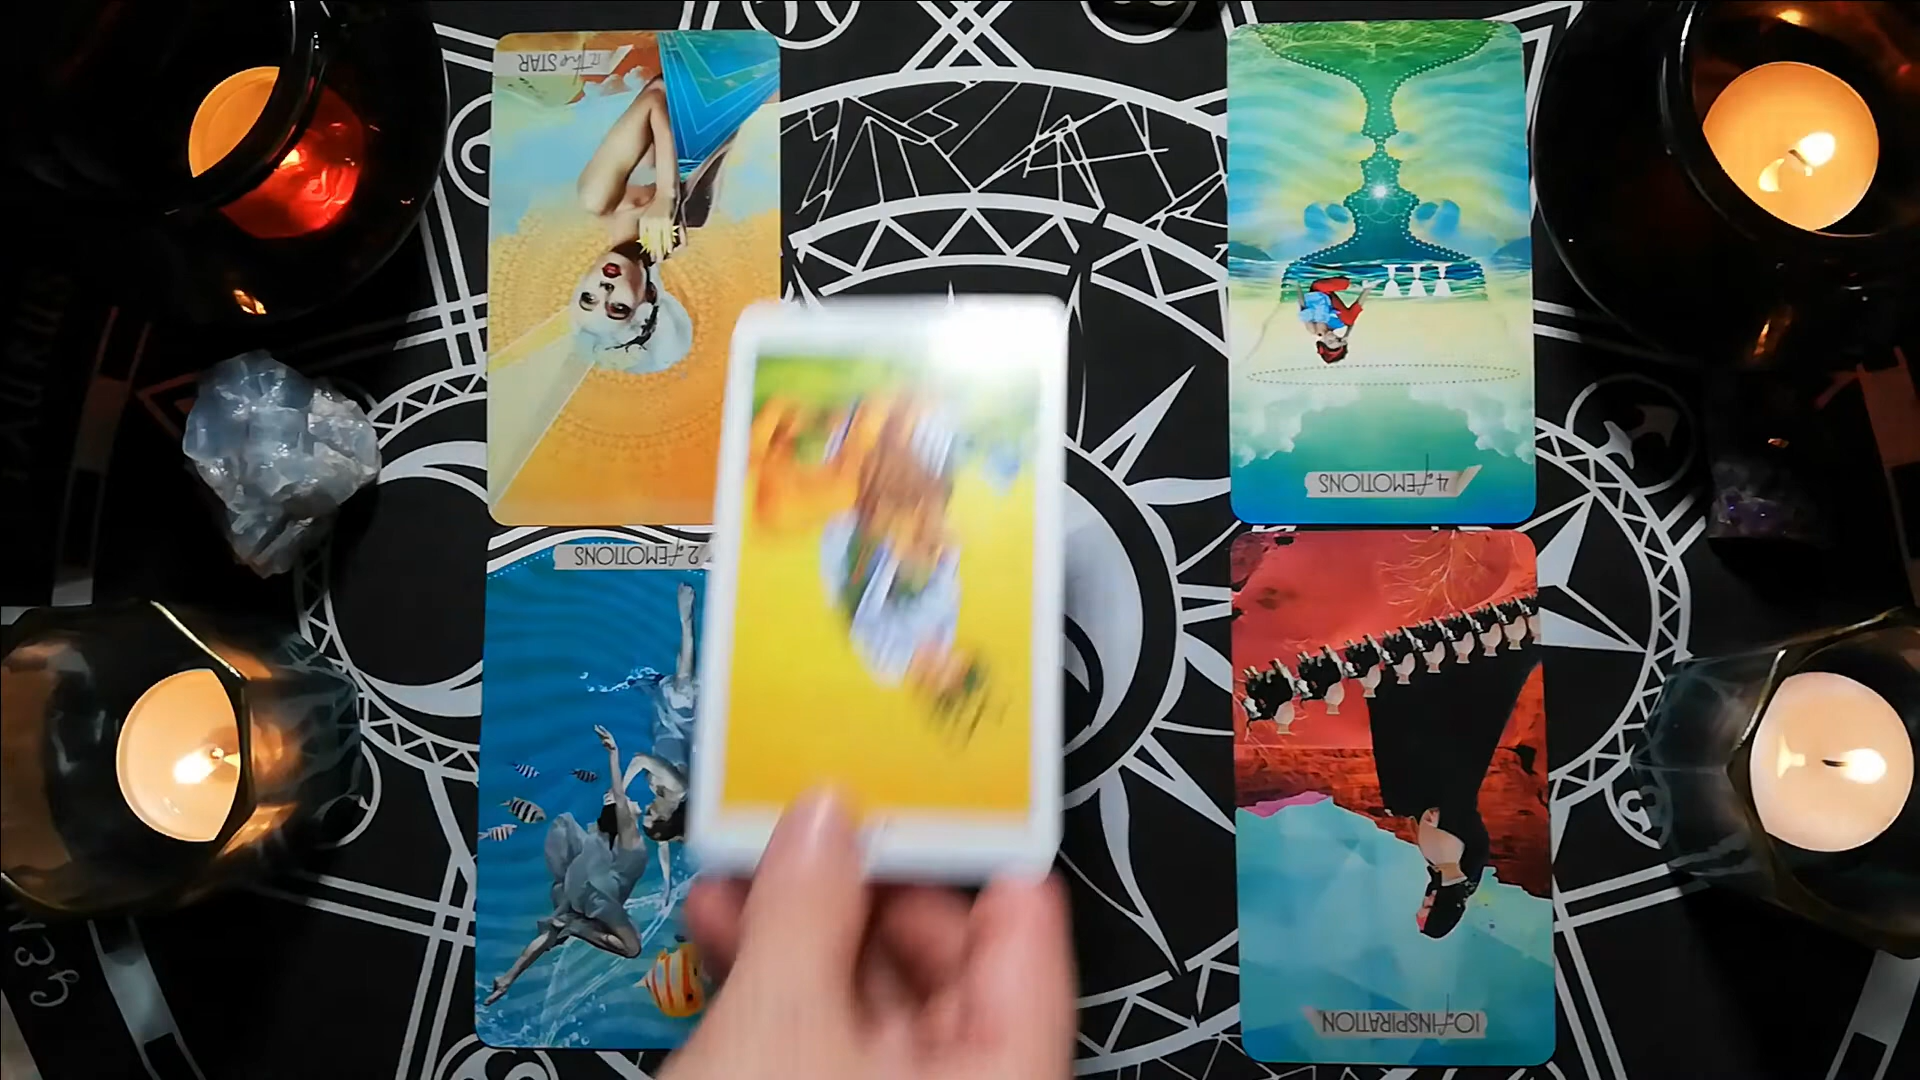 17 the STAR
4 of EMOTIONS
2 of EMOTIONS
10 of INSPIRATION